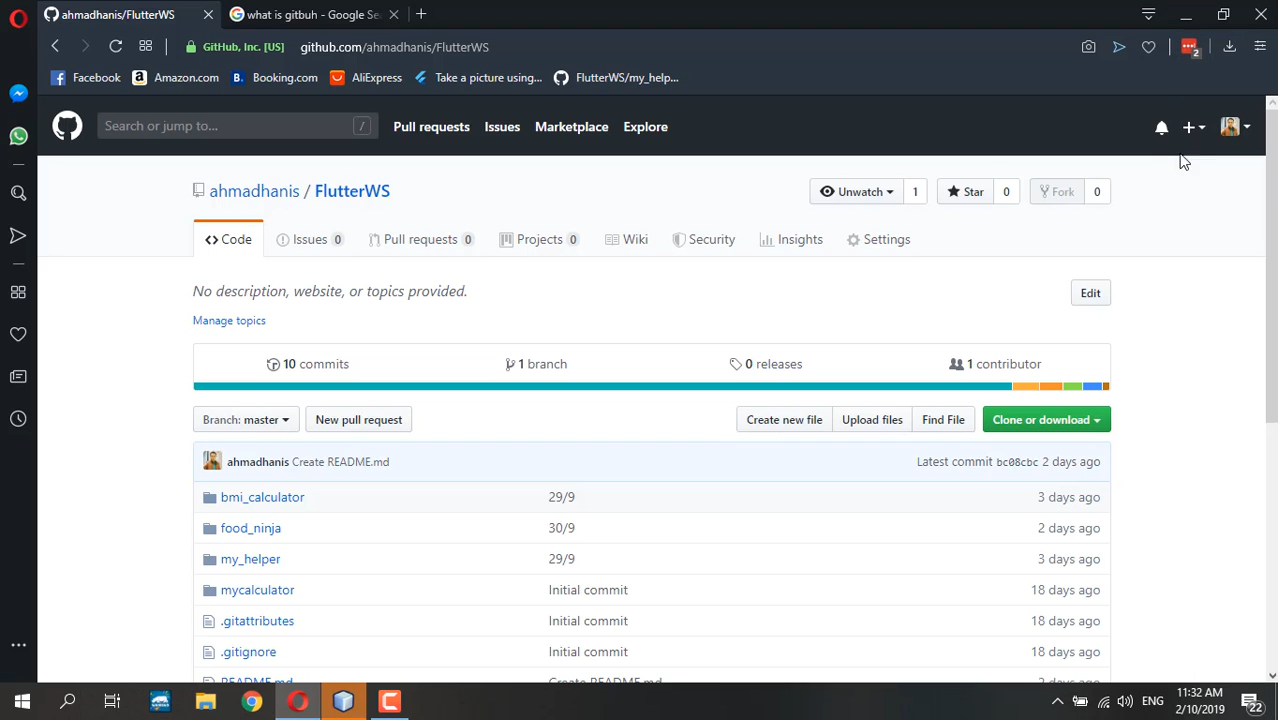 ahmadhanis/FlutterWS
what is gitbuh - Google Se
GitHub, Inc. [US]
github.com/ahmadhanis/FlutterWS
2
Facebook
Amazon.com
B.
Booking.com
AliExpress
Take a picture using...
FlutterWS/my_help...
Search or jump to...
/
Pull requests
Issues
Marketplace
Explore
ahmadhanis / FlutterWS
Unwatch 1
Star 0
Fork 0
Code
Issues 0
Pull requests 0
Projects 0
Wiki
Security
Insights
Settings
No description, website, or topics provided.
Edit
Manage topics
10 commits
1 branch
0 releases
1 contributor
Branch: master
New pull request
Create new file
Upload files
Find File
Clone or download
ahmadhanis Create README.md
Latest commit bc08cbc 2 days ago
bmi_calculator 29/9 3 days ago
food_ninja 30/9 2 days ago
my_helper 29/9 3 days ago
mycalculator Initial commit 18 days ago
.gitattributes Initial commit 18 days ago
.gitignore Initial commit 18 days ago
README.md Create README.md
ENG
11:32 AM
2/10/2019
22